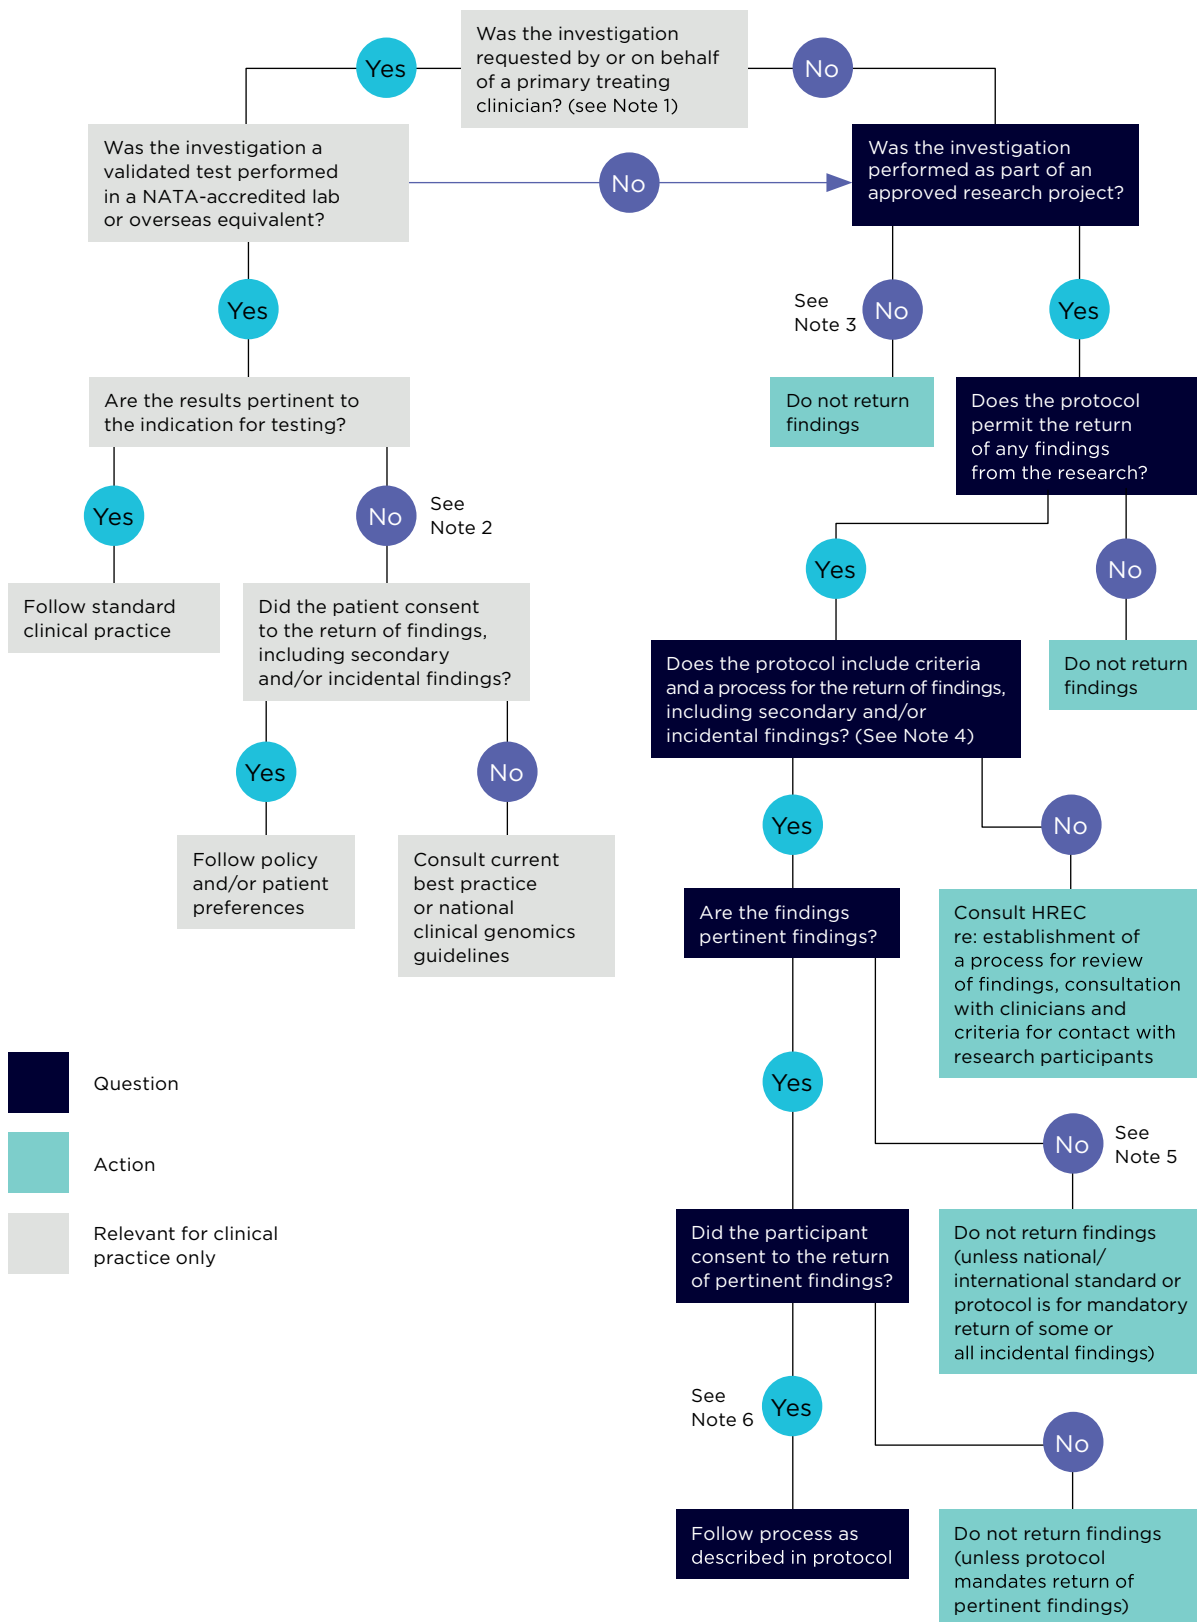 Was the investigation
requested by or on behalf
of a primary treating
clinician? (see Note 1)
Yes
No
Was the investigation a
validated test performed
in a NATA-accredited lab
or overseas equivalent?
No
Was the investigation
performed as part of an
approved research project?
Yes
See
Note 3
No
Yes
Are the results pertinent to
the indication for testing?
Do not return
findings
Does the protocol
permit the return
of any findings
from the research?
Yes
No
See
Note 2
Yes
No
Follow standard
clinical practice
Did the patient consent
to the return of findings,
including secondary
and/or incidental findings?
Does the protocol include criteria
and a process for the return of findings,
including secondary and/or
incidental findings? (See Note 4)
Do not return
findings
Yes
No
Yes
No
Follow policy
and/or patient
preferences
Consult current
best practice
or national
clinical genomics
guidelines
Are the findings
pertinent findings?
Consult HREC
re: establishment of
a process for review
of findings, consultation
with clinicians and
criteria for contact with
research participants
Question
Action
Relevant for clinical
practice only
Yes
No
See
Note 5
Did the participant
consent to the return
of pertinent findings?
Do not return findings
(unless national/
international standard or
protocol is for mandatory
return of some or
all incidental findings)
See
Note 6
Yes
No
Follow process as
described in protocol
Do not return findings
(unless protocol
mandates return of
pertinent findings)